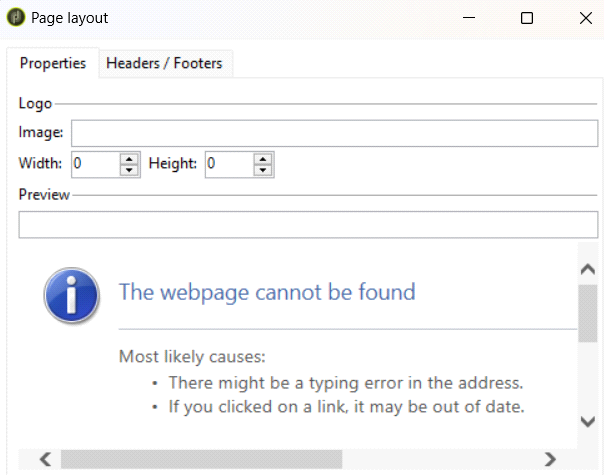 Page layout
Properties Headers / Footers
Logo
Image:
Width: 0 Height: 0
Preview
The webpage cannot be found
Most likely causes:
• There might be a typing error in the address.
• If you clicked on a link, it may be out of date.